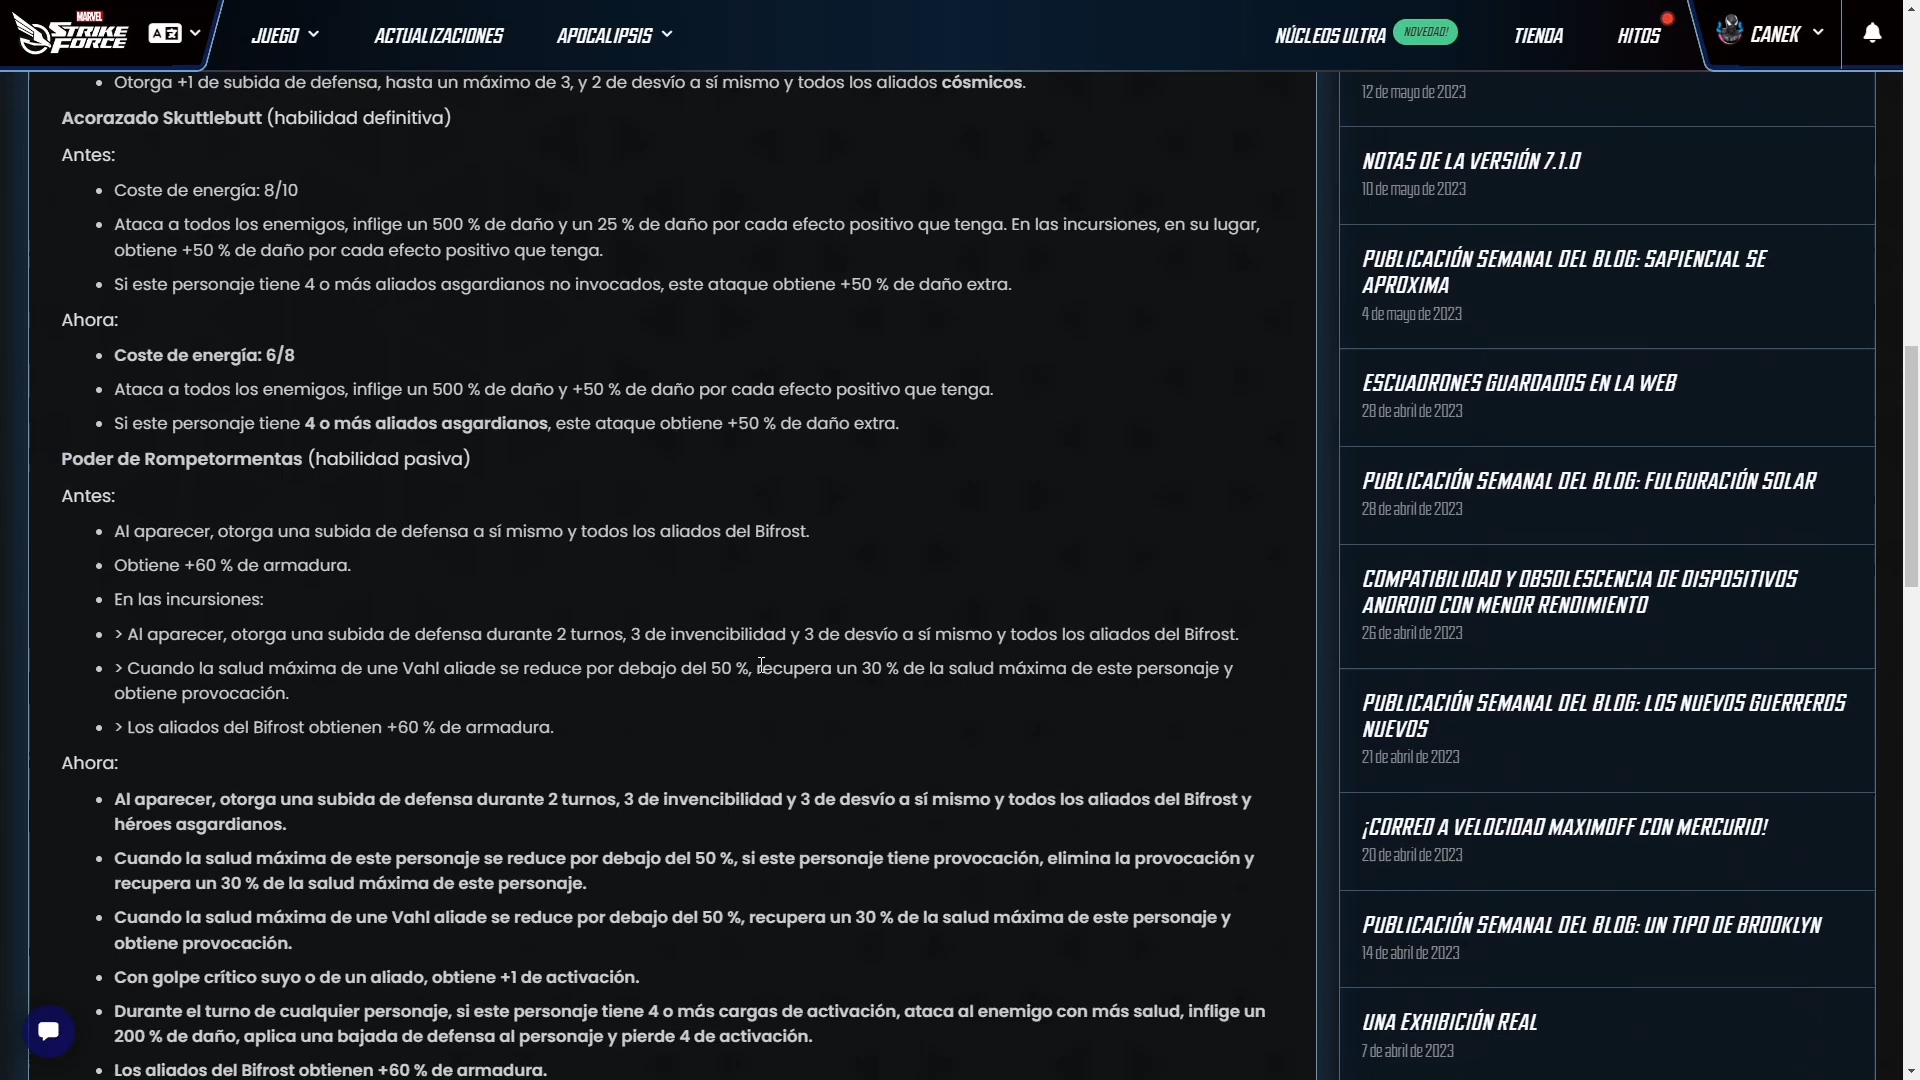 MARVEL
STRIKE
FORCE
JUEGO
ACTUALIZACIONES
APOCALIPSIS
NÚCLEOS ULTRA
NOVEDAD!
TIENDA
HITOS
CANEK
• Otorga +1 de subida de defensa, hasta un máximo de 3, y 2 de desvío a sí mismo y todos los aliados cósmicos.
Acorazado Skuttlebutt (habilidad definitiva)
Antes:
• Coste de energía: 8/10
• Ataca a todos los enemigos, inflige un 500 % de daño y un 25 % de daño por cada efecto positivo que tenga. En las incursiones, en su lugar,
obtiene +50 % de daño por cada efecto positivo que tenga.
• Si este personaje tiene 4 o más aliados asgardianos no invocados, este ataque obtiene +50 % de daño extra.
Ahora:
• Coste de energía: 6/8
• Ataca a todos los enemigos, inflige un 500 % de daño y +50 % de daño por cada efecto positivo que tenga.
• Si este personaje tiene 4 o más aliados asgardianos, este ataque obtiene +50 % de daño extra.
Poder de Rompetormentas (habilidad pasiva)
Antes:
• Al aparecer, otorga una subida de defensa a sí mismo y todos los aliados del Bifrost.
• Obtiene +60 % de armadura.
• En las incursiones:
• > Al aparecer, otorga una subida de defensa durante 2 turnos, 3 de invencibilidad y 3 de desvío a sí mismo y todos los aliados del Bifrost.
• > Cuando la salud máxima de une Vahl aliade se reduce por debajo del 50 %, recupera un 30 % de la salud máxima de este personaje y
obtiene provocación.
• > Los aliados del Bifrost obtienen +60 % de armadura.
Ahora:
• Al aparecer, otorga una subida de defensa durante 2 turnos, 3 de invencibilidad y 3 de desvío a sí mismo y todos los aliados del Bifrost y
héroes asgardianos.
• Cuando la salud máxima de este personaje se reduce por debajo del 50 %, si este personaje tiene provocación, elimina la provocación y
recupera un 30 % de la salud máxima de este personaje.
• Cuando la salud máxima de une Vahl aliade se reduce por debajo del 50 %, recupera un 30 % de la salud máxima de este personaje y
obtiene provocación.
• Con golpe crítico suyo o de un aliado, obtiene +1 de activación.
• Durante el turno de cualquier personaje, si este personaje tiene 4 o más cargas de activación, ataca al enemigo con más salud, inflige un
200 % de daño, aplica una bajada de defensa al personaje y pierde 4 de activación.
• Los aliados del Bifrost obtienen +60 % de armadura.
12 de mayo de 2023
NOTAS DE LA VERSIÓN 7.1.0
10 de mayo de 2023
PUBLICACIÓN SEMANAL DEL BLOG: SAPIENCIAL SE
APROXIMA
4 de mayo de 2023
ESCUADRONES GUARDADOS EN LA WEB
28 de abril de 2023
PUBLICACIÓN SEMANAL DEL BLOG: FULGURACIÓN SOLAR
28 de abril de 2023
COMPATIBILIDAD Y OBSOLESCENCIA DE DISPOSITIVOS
ANDROID CON MENOR RENDIMIENTO
26 de abril de 2023
PUBLICACIÓN SEMANAL DEL BLOG: LOS NUEVOS GUERREROS
NUEVOS
21 de abril de 2023
¡CORREO A VELOCIDAD MAXIMOFF CON MERCURIO!
20 de abril de 2023
PUBLICACIÓN SEMANAL DEL BLOG: UN TIPO DE BROOKLYN
14 de abril de 2023
UNA EXHIBICIÓN REAL
7 de abril de 2023